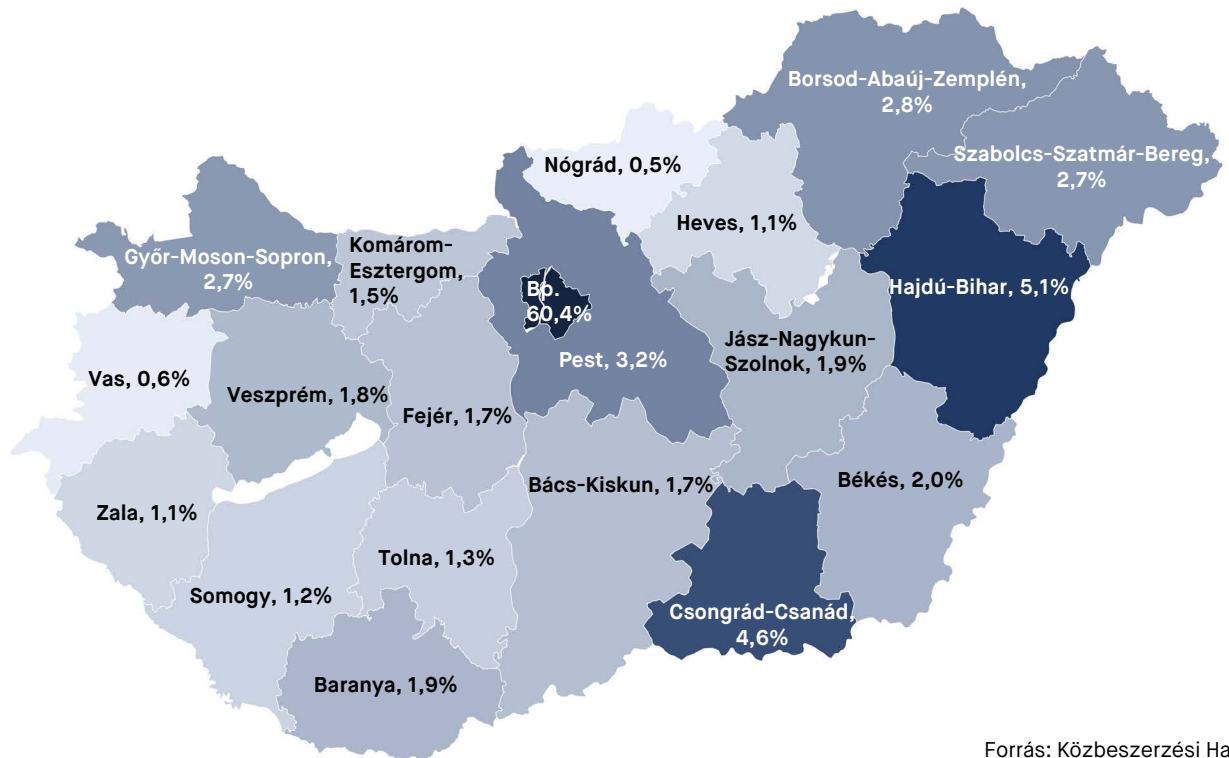 Borsod-Abaúj-Zemplén,
2,8%
Szabolcs-Szatmár-Bereg,
2,7%
Nógrád, 0,5%
Heves, 1,1%
Győr-Moson-Sopron,
2,7%
Komárom-
Esztergom,
1,5%
Bp.
60,4%
Hajdú-Bihar, 5,1%
Pest, 3,2%
Jász-Nagykun-
Szolnok, 1,9%
Vas, 0,6%
Veszprém, 1,8%
Fejér, 1,7%
Bács-Kiskun, 1,7%
Békés, 2,0%
Zala, 1,1%
Tolna, 1,3%
Somogy, 1,2%
Csongrád-Csanád,
4,6%
Baranya, 1,9%
Forrás: Közbeszerzési Ha